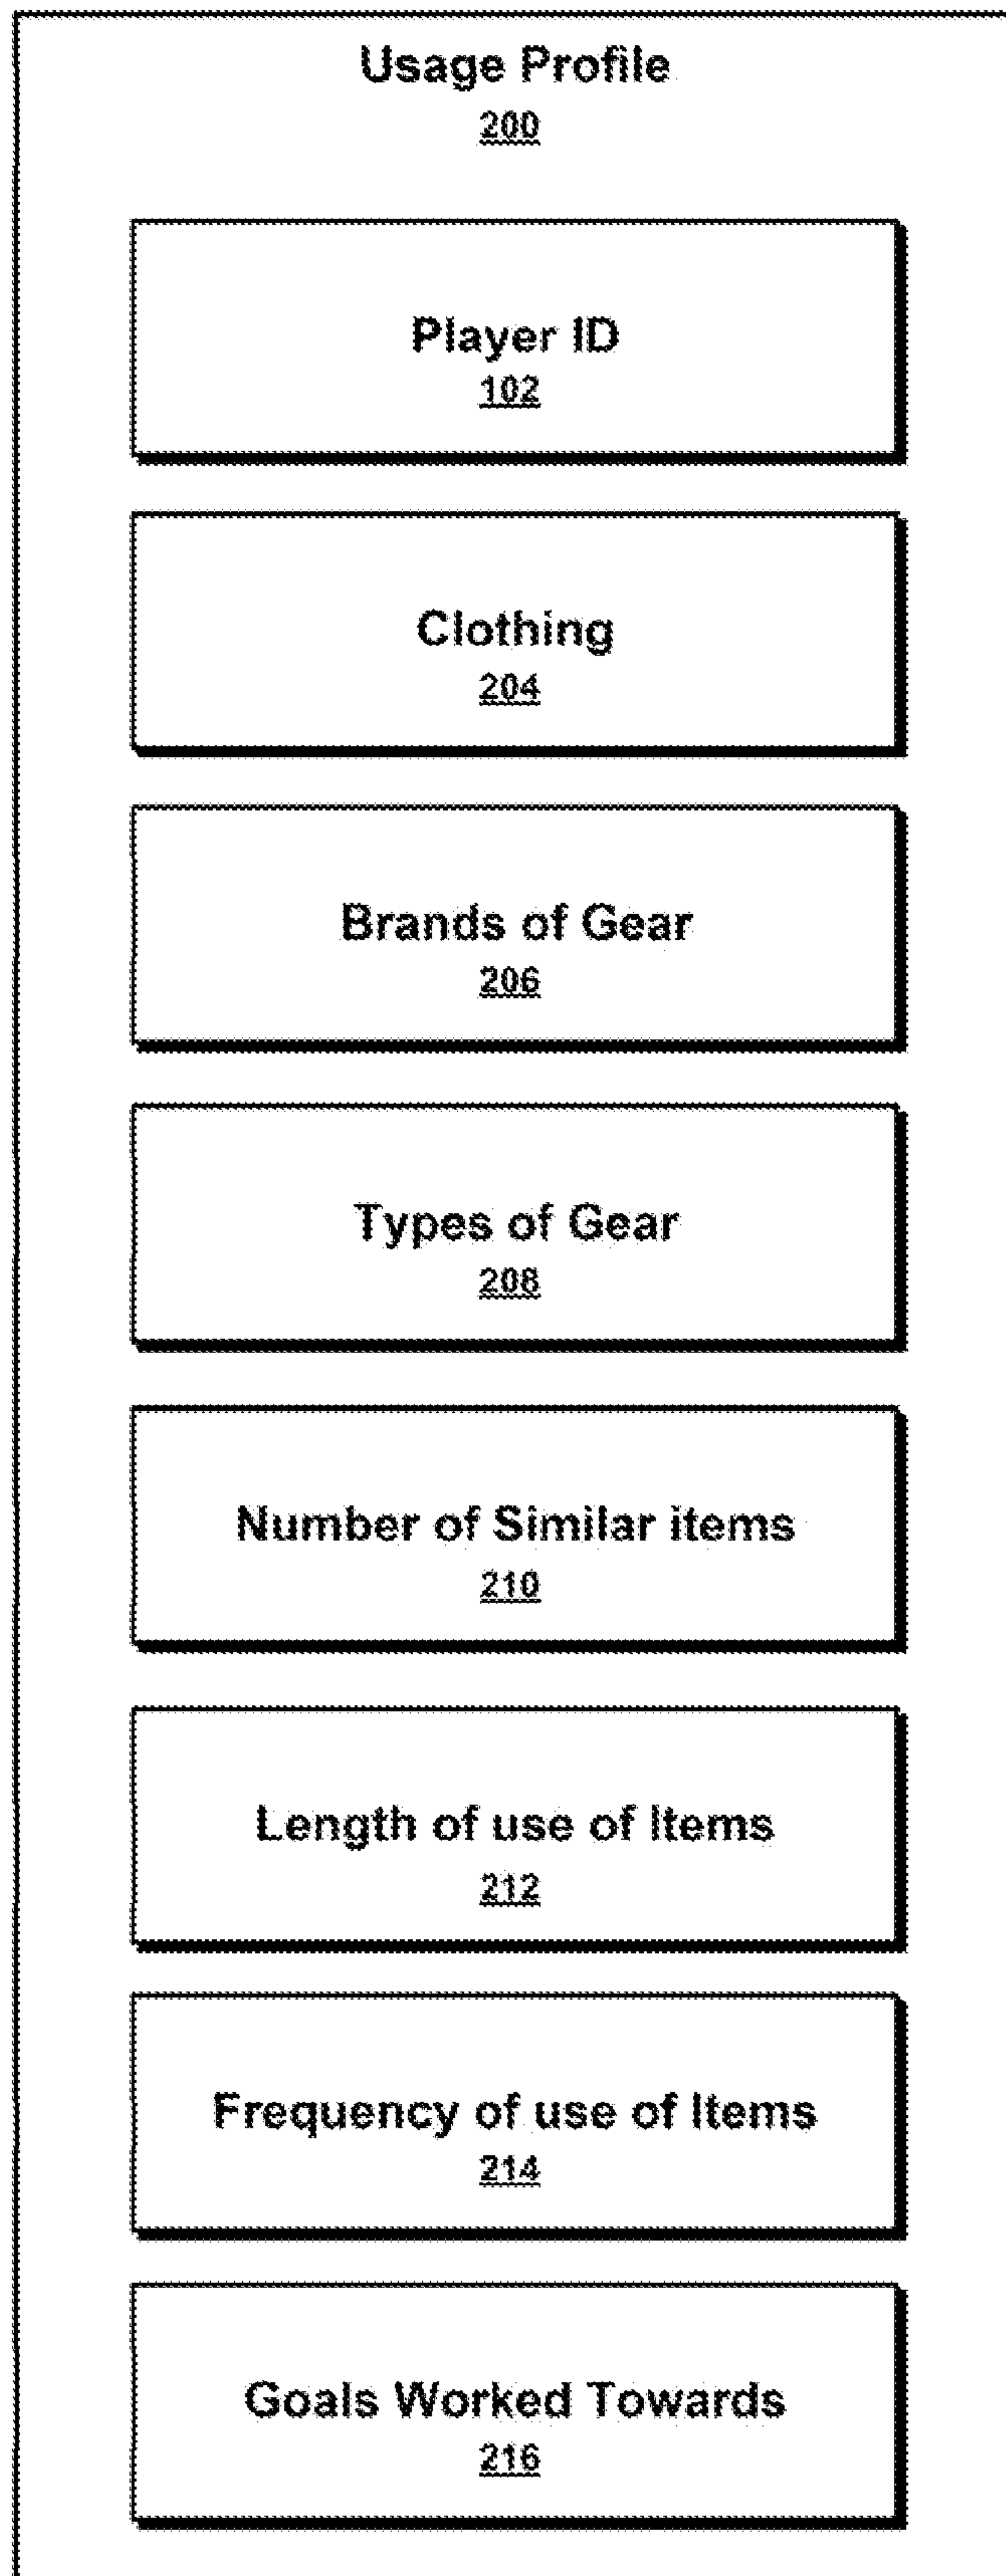 Usage Profile
200
Player ID
102
Clothing
204
Brands of Gear
206
Types of Gear
208
Number of Similar items
210
Length of use of Items
212
Frequency of use of Items
214
Goals Worked Towards
216